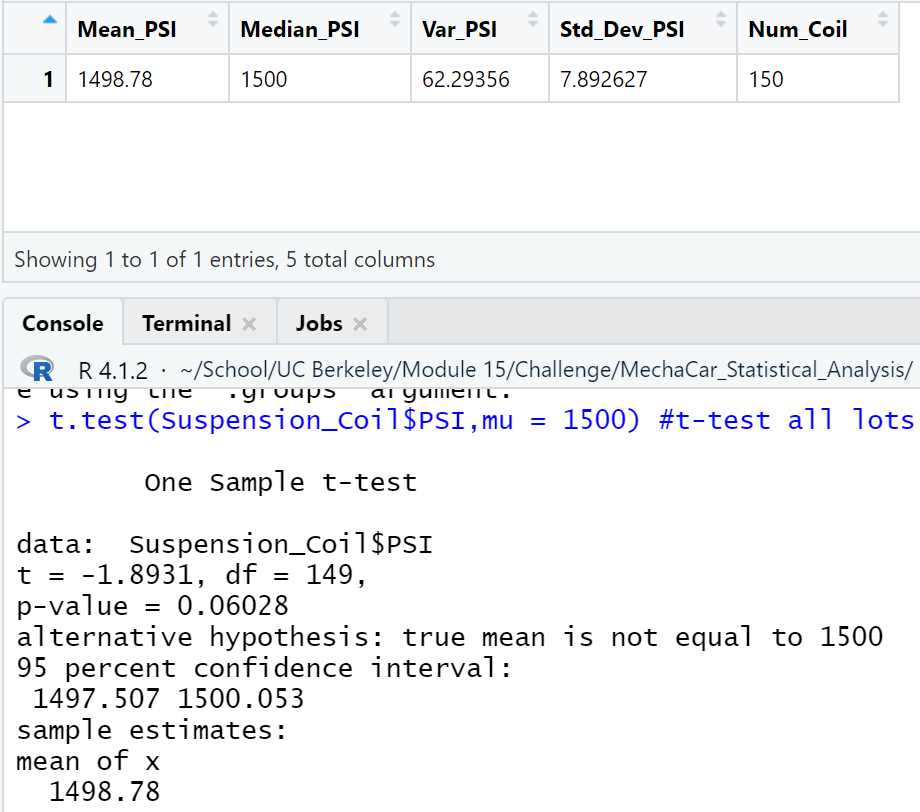 Mean_PSI Median_PSI Var_PSI Std_Dev_PSI Num_Coil
1 1498.78 1500 62.29356 7.892627 150
Showing 1 to 1 of 1 entries, 5 total columns
Console Terminal Jobs
R R 4.1.2 · ~/School/UC Berkeley/Module 15/Challenge/MechaCar_Statistical_Analysis/
e using the `.groups` argument.
> t.test(Suspension_Coil$PSI,mu = 1500) #t-test all lots
One Sample t-test
data: Suspension_Coil$PSI
t = -1.8931, df = 149,
p-value = 0.06028
alternative hypothesis: true mean is not equal to 1500
95 percent confidence interval:
1497.507 1500.053
sample estimates:
mean of x
1498.78